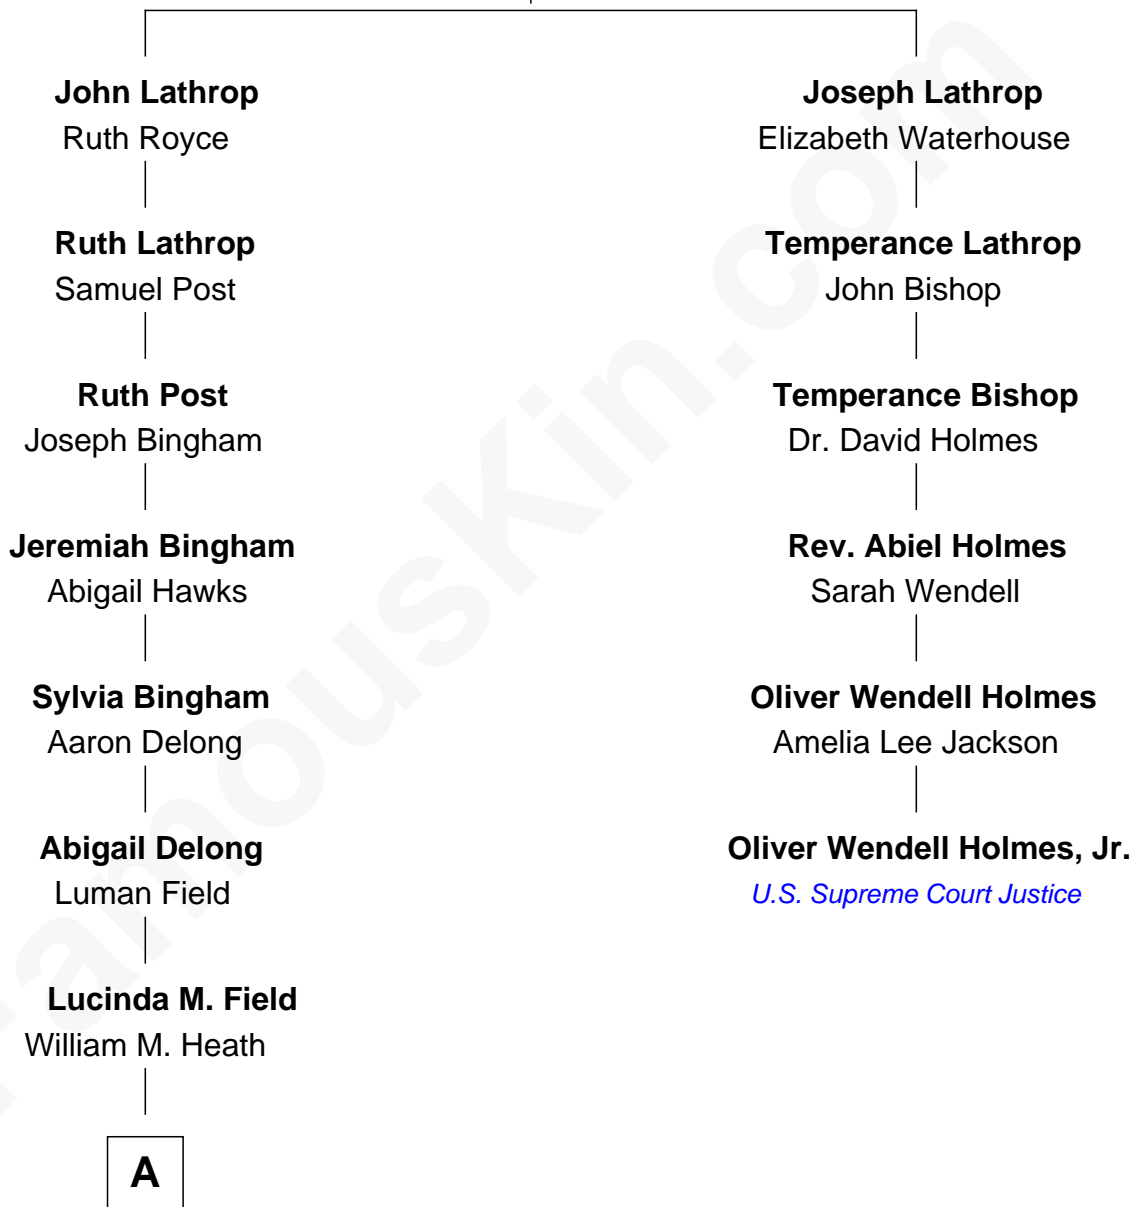 John Lathrop
Ruth Royce
Ruth Lathrop
Samuel Post
Ruth Post
Joseph Bingham
Jeremiah Bingham
Abigail Hawks
Sylvia Bingham
Aaron Delong
Abigail Delong
Luman Field
Lucinda M. Field
William M. Heath
A
Joseph Lathrop
Elizabeth Waterhouse
Temperance Lathrop
John Bishop
Temperance Bishop
Dr. David Holmes
Rev. Abiel Holmes
Sarah Wendell
Oliver Wendell Holmes
Amelia Lee Jackson
Oliver Wendell Holmes, Jr.
U.S. Supreme Court Justice
FamousKin.com